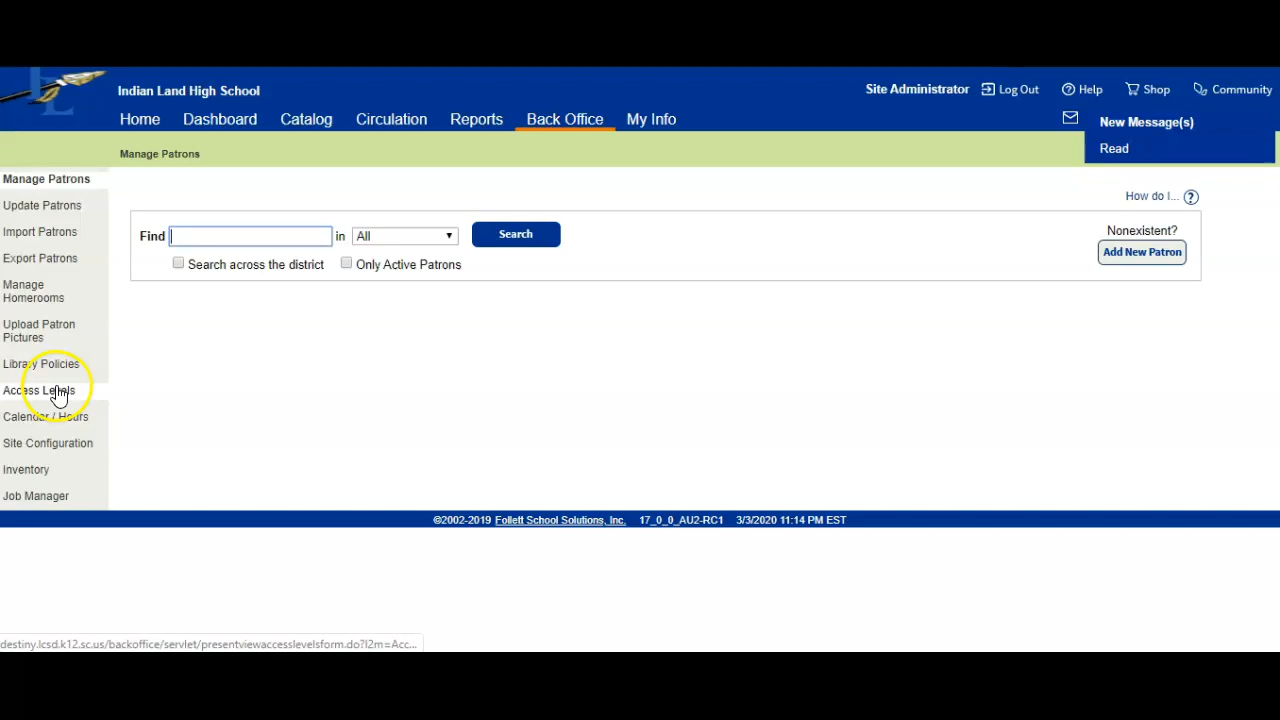 Indian Land High School
Site Administrator Log Out Help Shop Community
Home Dashboard Catalog Circulation Reports Back Office My Info
New Message(s)
Read
Manage Patrons
Manage Patrons
Update Patrons
Import Patrons
Export Patrons
Manage
Homerooms
Upload Patron
Pictures
Library Policies
Access Levels
Calendar / Hours
Site Configuration
Inventory
Job Manager
How do I... ?
Find in All Search
Search across the district Only Active Patrons
Nonexistent?
Add New Patron
©2002-2019 Follett School Solutions, Inc. 17_0_0_AU2-RC1 3/3/2020 11:14 PM EST
destiny.lcsd.k12.sc.us/backoffice/servlet/presentviewaccesslevelsform.do?l2m=Acc...